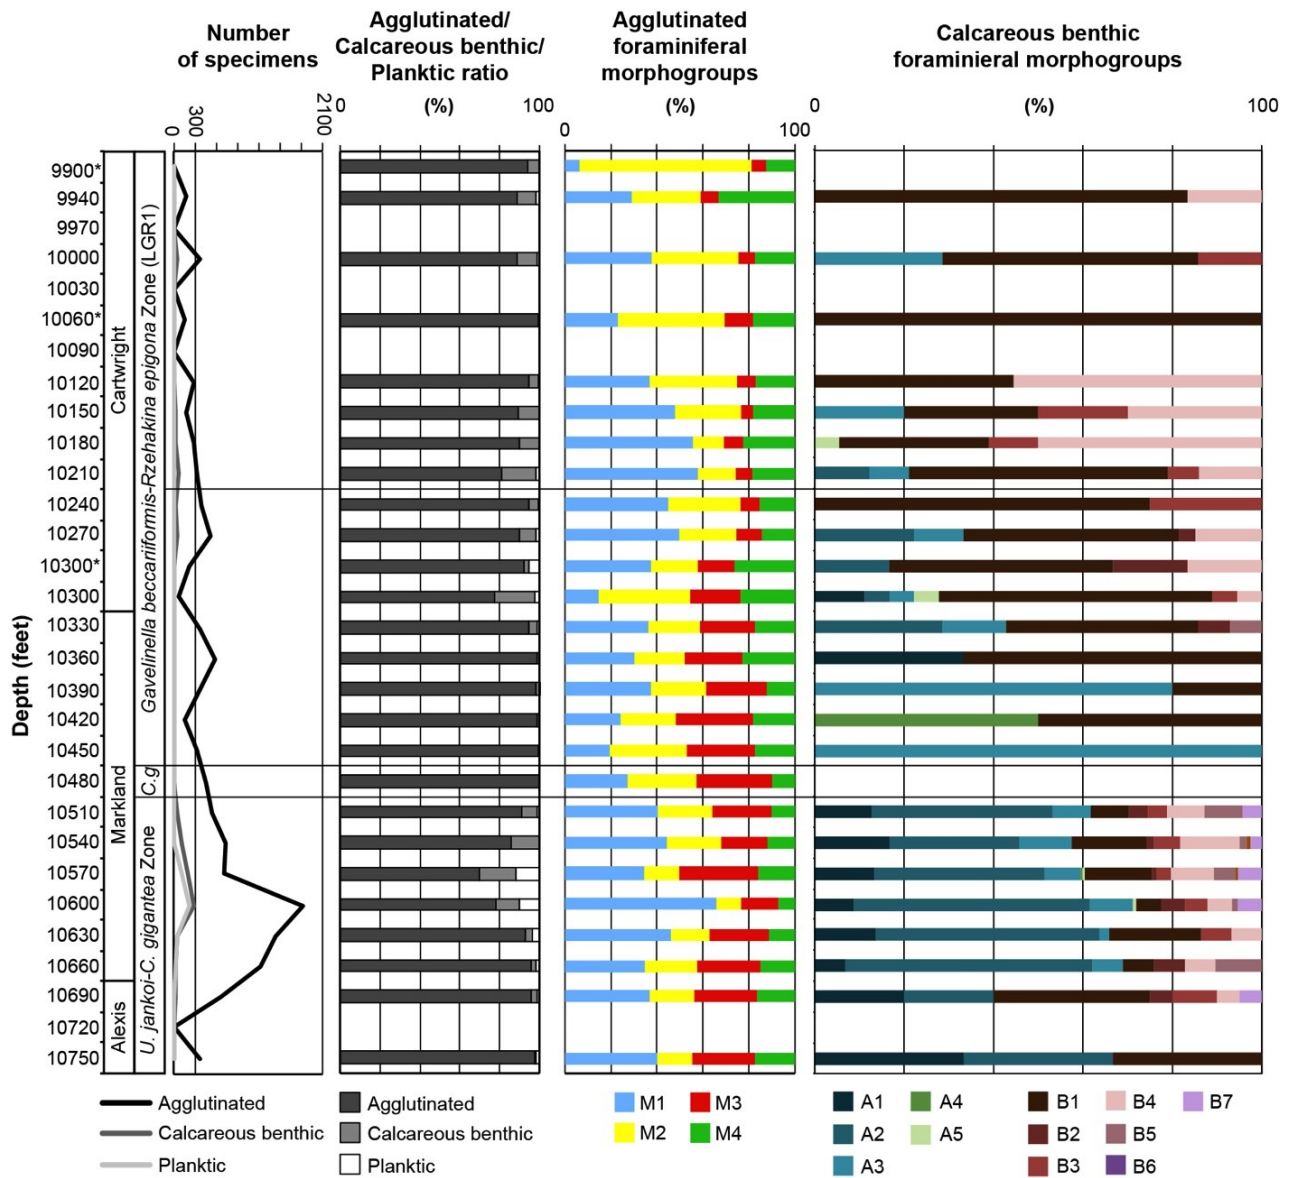 Number
of specimens
Agglutinated/
Calcareous benthic/
Planktic ratio
(%)
Agglutinated
foraminiferal
morphogroups
(%)
Calcareous benthic
foraminieral morphogroups
(%)
0
300
2100
0
100
0
100
0
100
Depth (feet)
9900*
9940
9970
10000
10030
10060*
10090
10120
10150
10180
10210
10240
10270
10300*
10300
10330
10360
10390
10420
10450
10480
10510
10540
10570
10600
10630
10660
10690
10720
10750
Cartwright
Markland
Alexis
Gavelinella beccariiformis-Rzehakina epigona Zone (LGR1)
C.g
U. jankoi-C. gigantea Zone
Agglutinated
Calcareous benthic
Planktic
Agglutinated
Calcareous benthic
Planktic
M1 M3
M2 M4
A1 A4 B1 B4 B7
A2 A5 B2 B5
A3 B3 B6